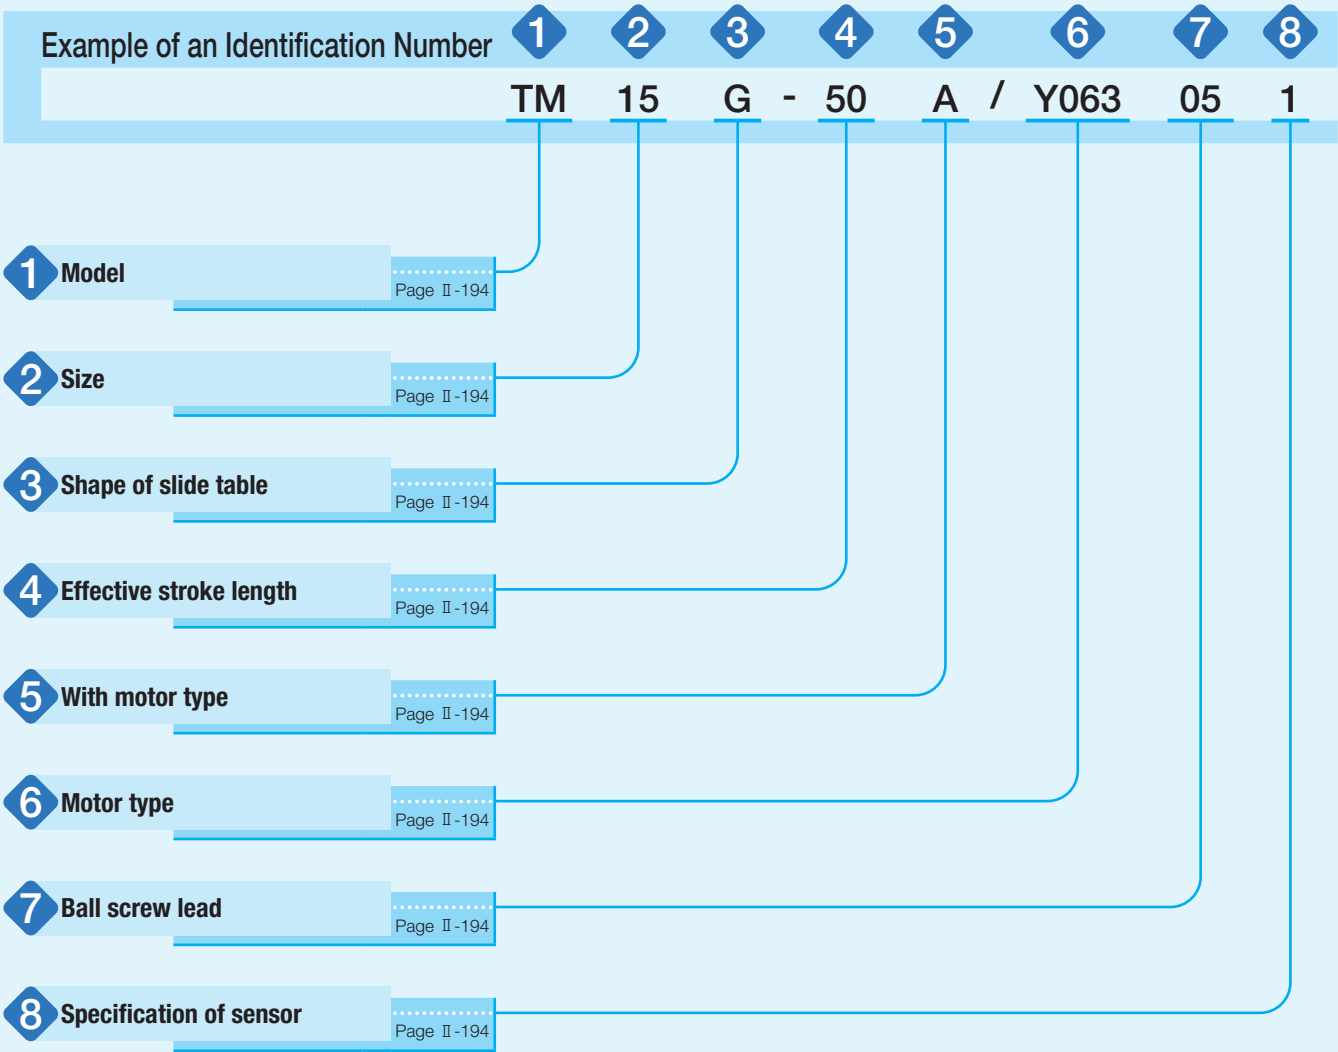 Example of an Identification Number 1 2 3 4 5 6 7 8
TM 15 G - 50 A / Y063 05 1
1 Model
Page Ⅱ-194
2 Size
Page Ⅱ-194
3 Shape of slide table
Page Ⅱ-194
4 Effective stroke length
Page Ⅱ-194
5 With motor type
Page Ⅱ-194
6 Motor type
Page Ⅱ-194
7 Ball screw lead
Page Ⅱ-194
8 Specification of sensor
Page Ⅱ-194